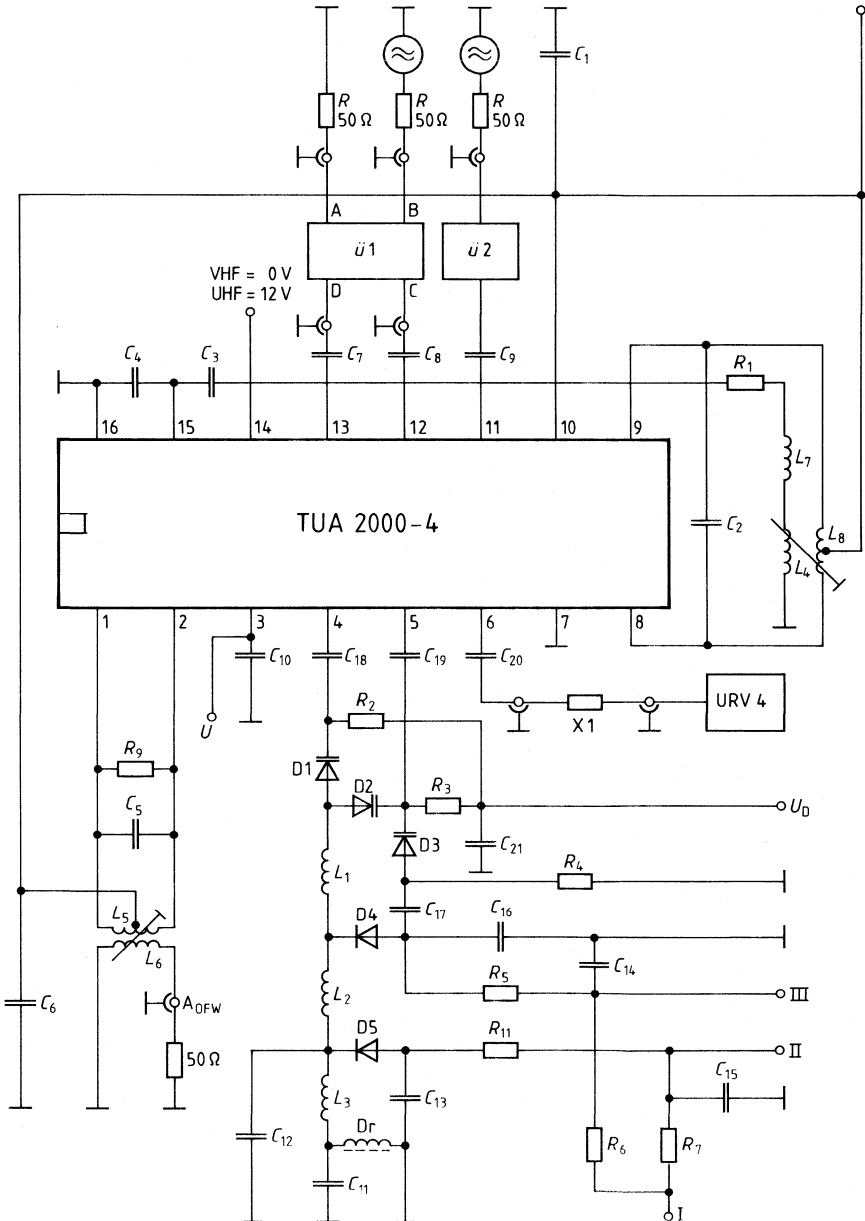 C1
R R R
50 Ω 50 Ω 50 Ω
A B
ü 1 ü 2
VHF = 0 V
UHF = 12 V
D C
C4 C3 C7 C8 C9
R1
16 15 14 13 12 11 10 9
L7
TUA 2000-4
C2
L8
L4
1 2 3 4 5 6 7 8
C10 C18 C19 C20
R2
URV 4
U
X1
R9
D1
D2 R3
UD
C5
D3
C21
R4
L1
L5
C17 C16
D4
L6
C14
R5
L2
III
C6
AOFW
D5 R11
II
50 Ω
C15
L3
C13
C12
Dr
R6 R7
C11
I